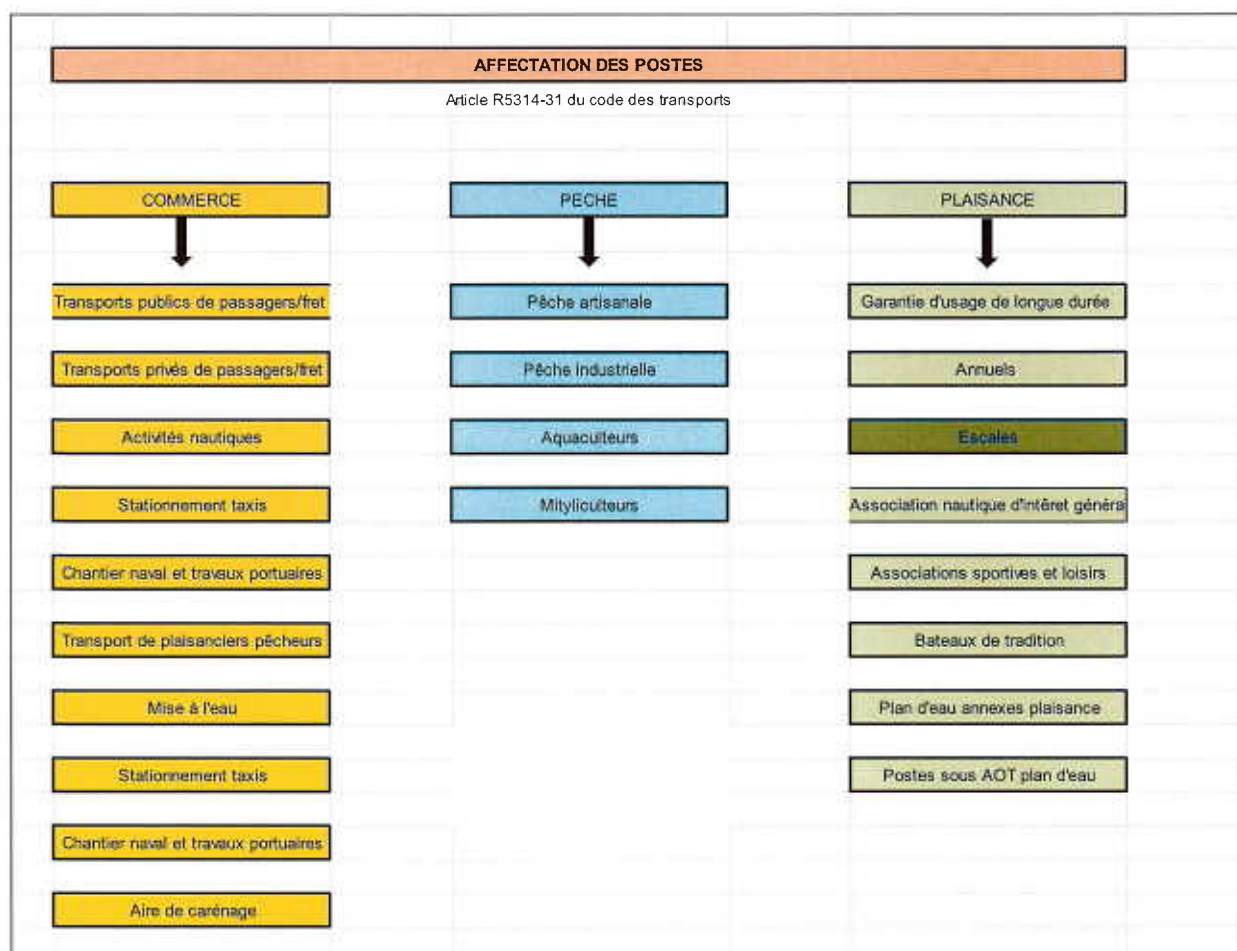 AFFECTATION DES POSTES
Article R5314-31 du code des transports
COMMERCE
Transports publics de passagers/fret
Transports privés de passagers/fret
Activités nautiques
Stationnement taxis
Chantier naval et travaux portuaires
Transport de plaisanciers pêcheurs
Mise à l'eau
Stationnement taxis
Chantier naval et travaux portuaires
Aire de carénage
PECHE
Pêche artisanale
Pêche industrielle
Aquaculteurs
Mityliculteurs
PLAISANCE
Garantie d'usage de longue durée
Annuels
Escales
Association nautique d'intêret généra
Associations sportives et loisirs
Bateaux de tradition
Plan d'eau annexes plaisance
Postes sous AOT plan d'eau